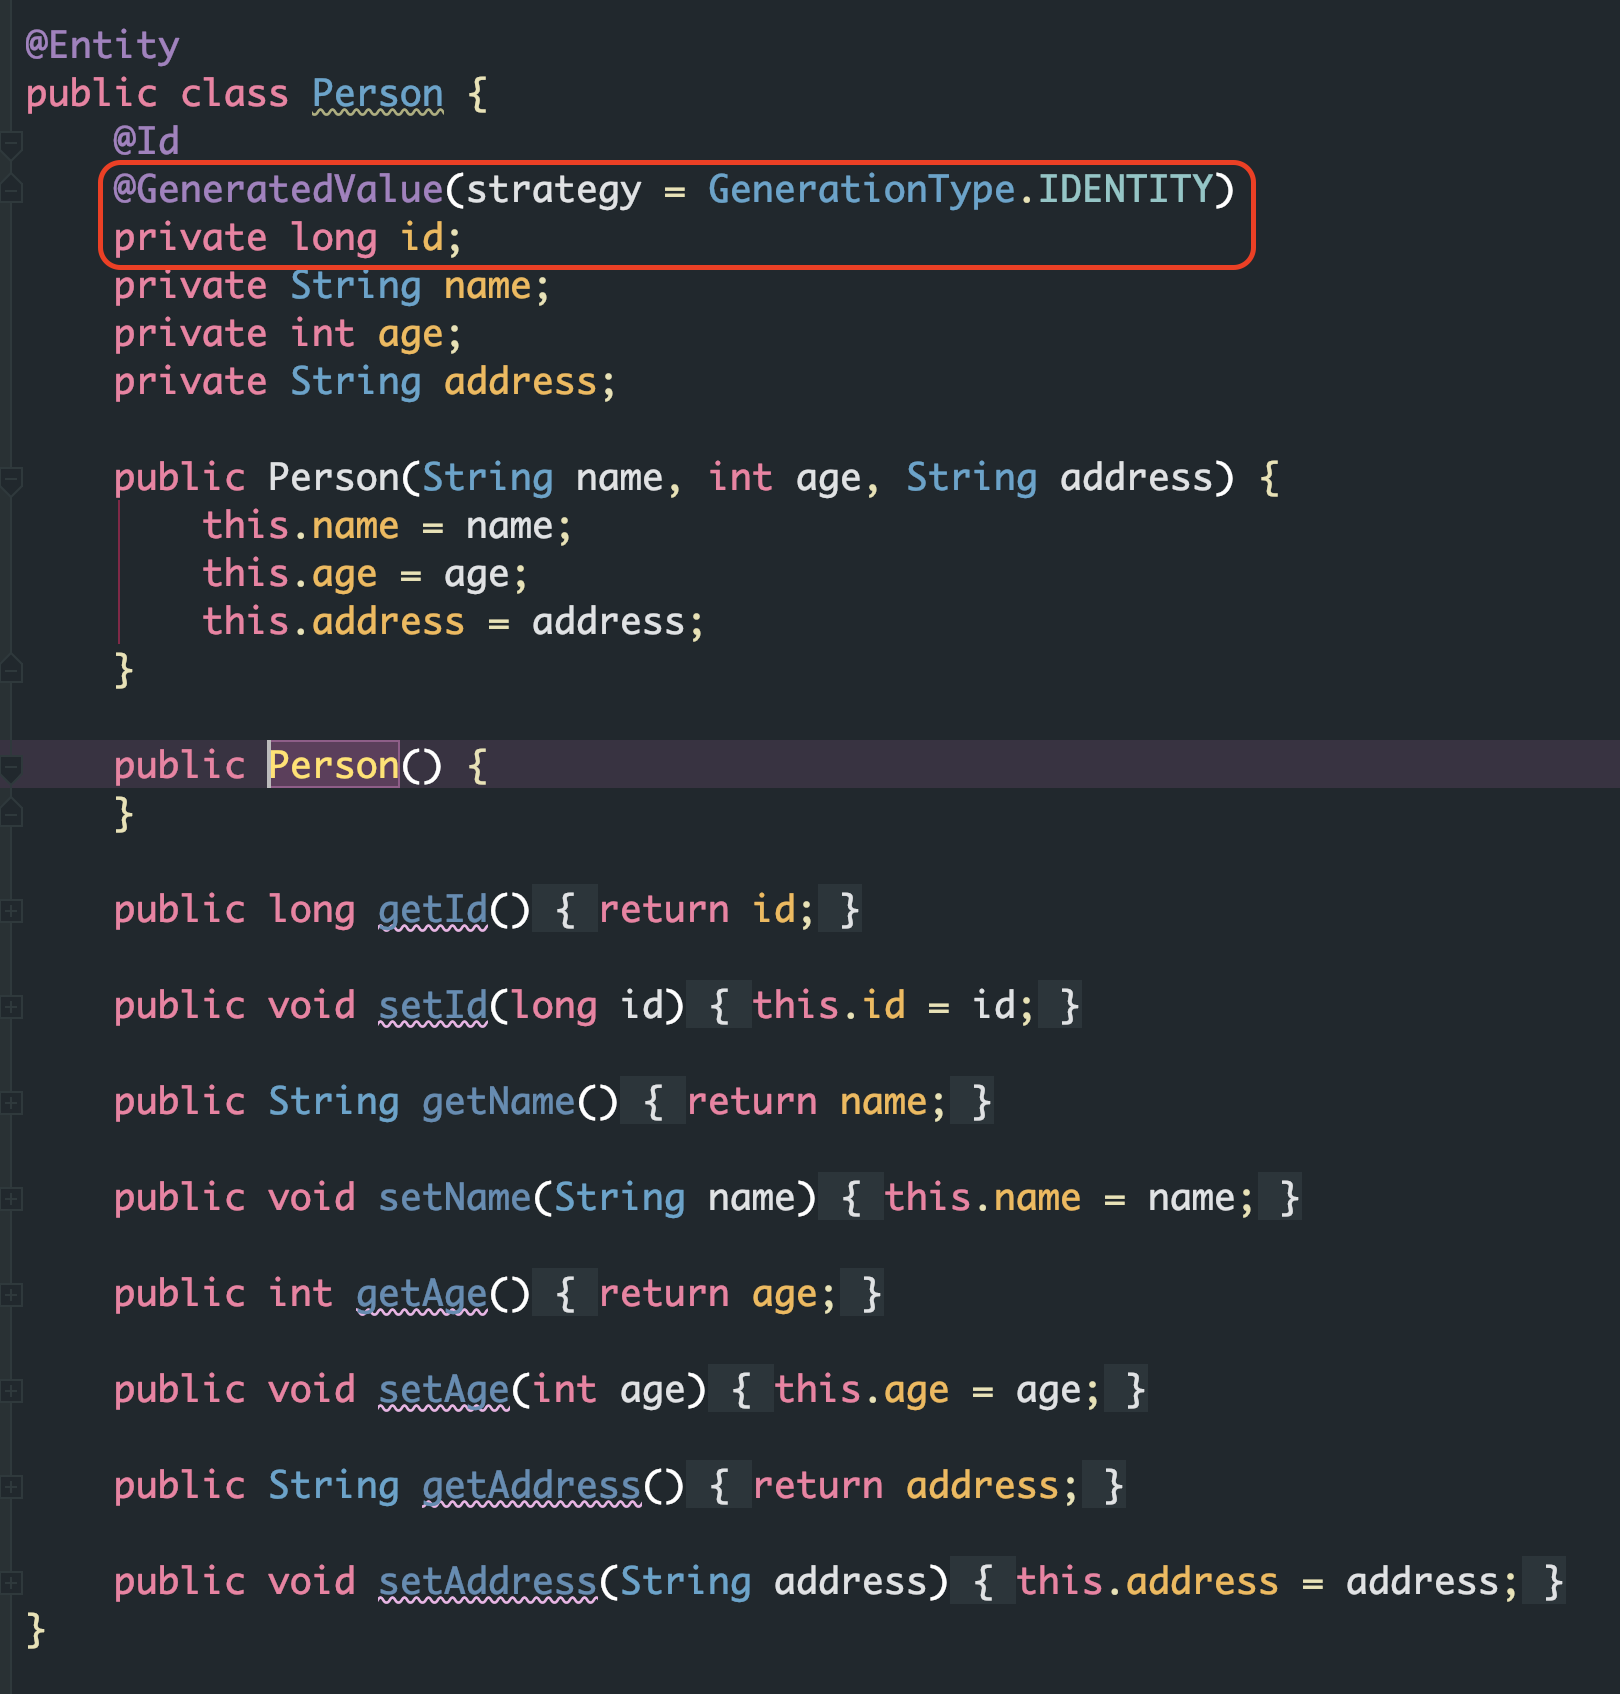 @Entity
public class Person {
@Id
@GeneratedValue(strategy = GenerationType.IDENTITY)
private long id;
private String name;
private int age;
private String address;
public Person(String name, int age, String address) {
this.name = name;
this.age = age;
this.address = address;
}
public Person() {
}
public long getId() { return id; }
public void setId(long id) { this.id = id; }
public String getName() { return name; }
public void setName(String name) { this.name = name; }
public int getAge() { return age; }
public void setAge(int age) { this.age = age; }
public String getAddress() { return address; }
public void setAddress(String address) { this.address = address; }
}